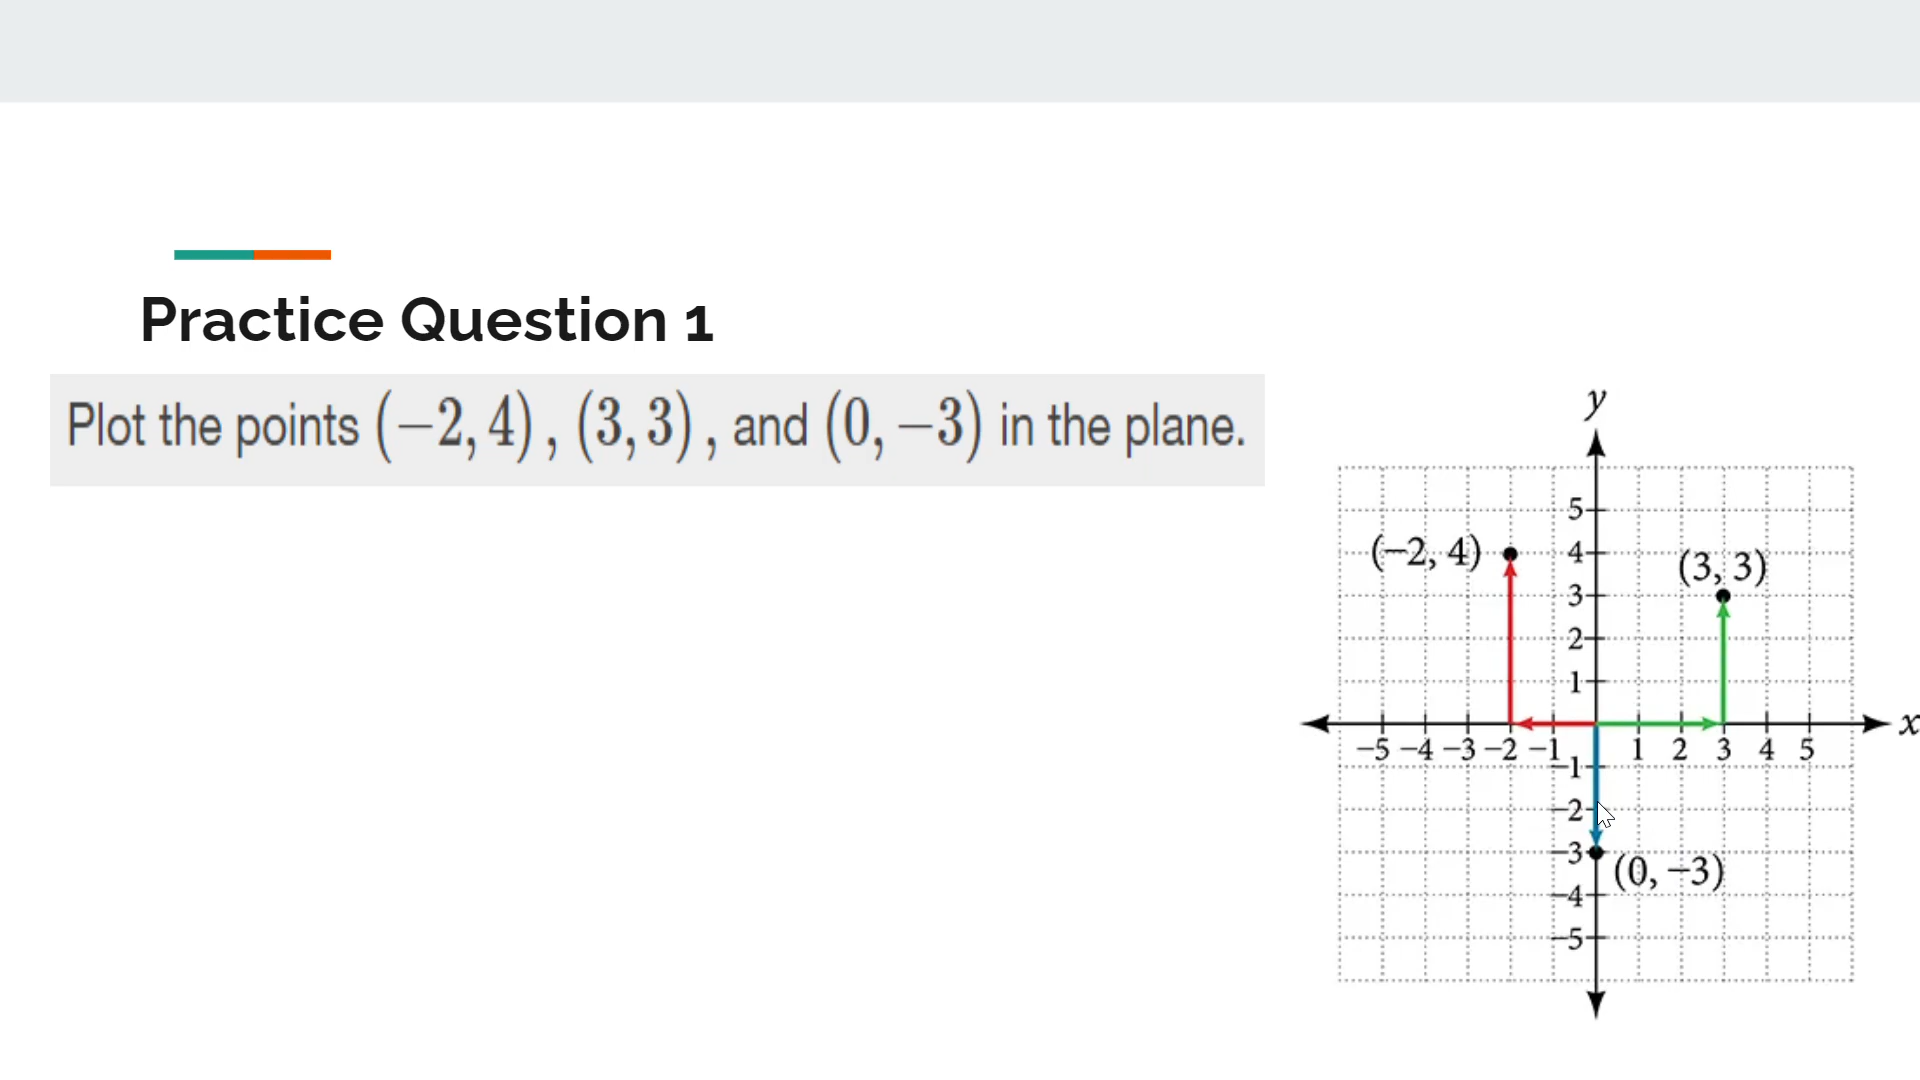 Practice Question 1
Plot the points (−2, 4) , (3, 3) , and (0, −3) in the plane.
y
5
(−2, 4) 4 (3, 3)
3
2
1
x
−5 −4 −3 −2 −1 1 2 3 4 5
−1
−2
−3 (0, −3)
−4
−5